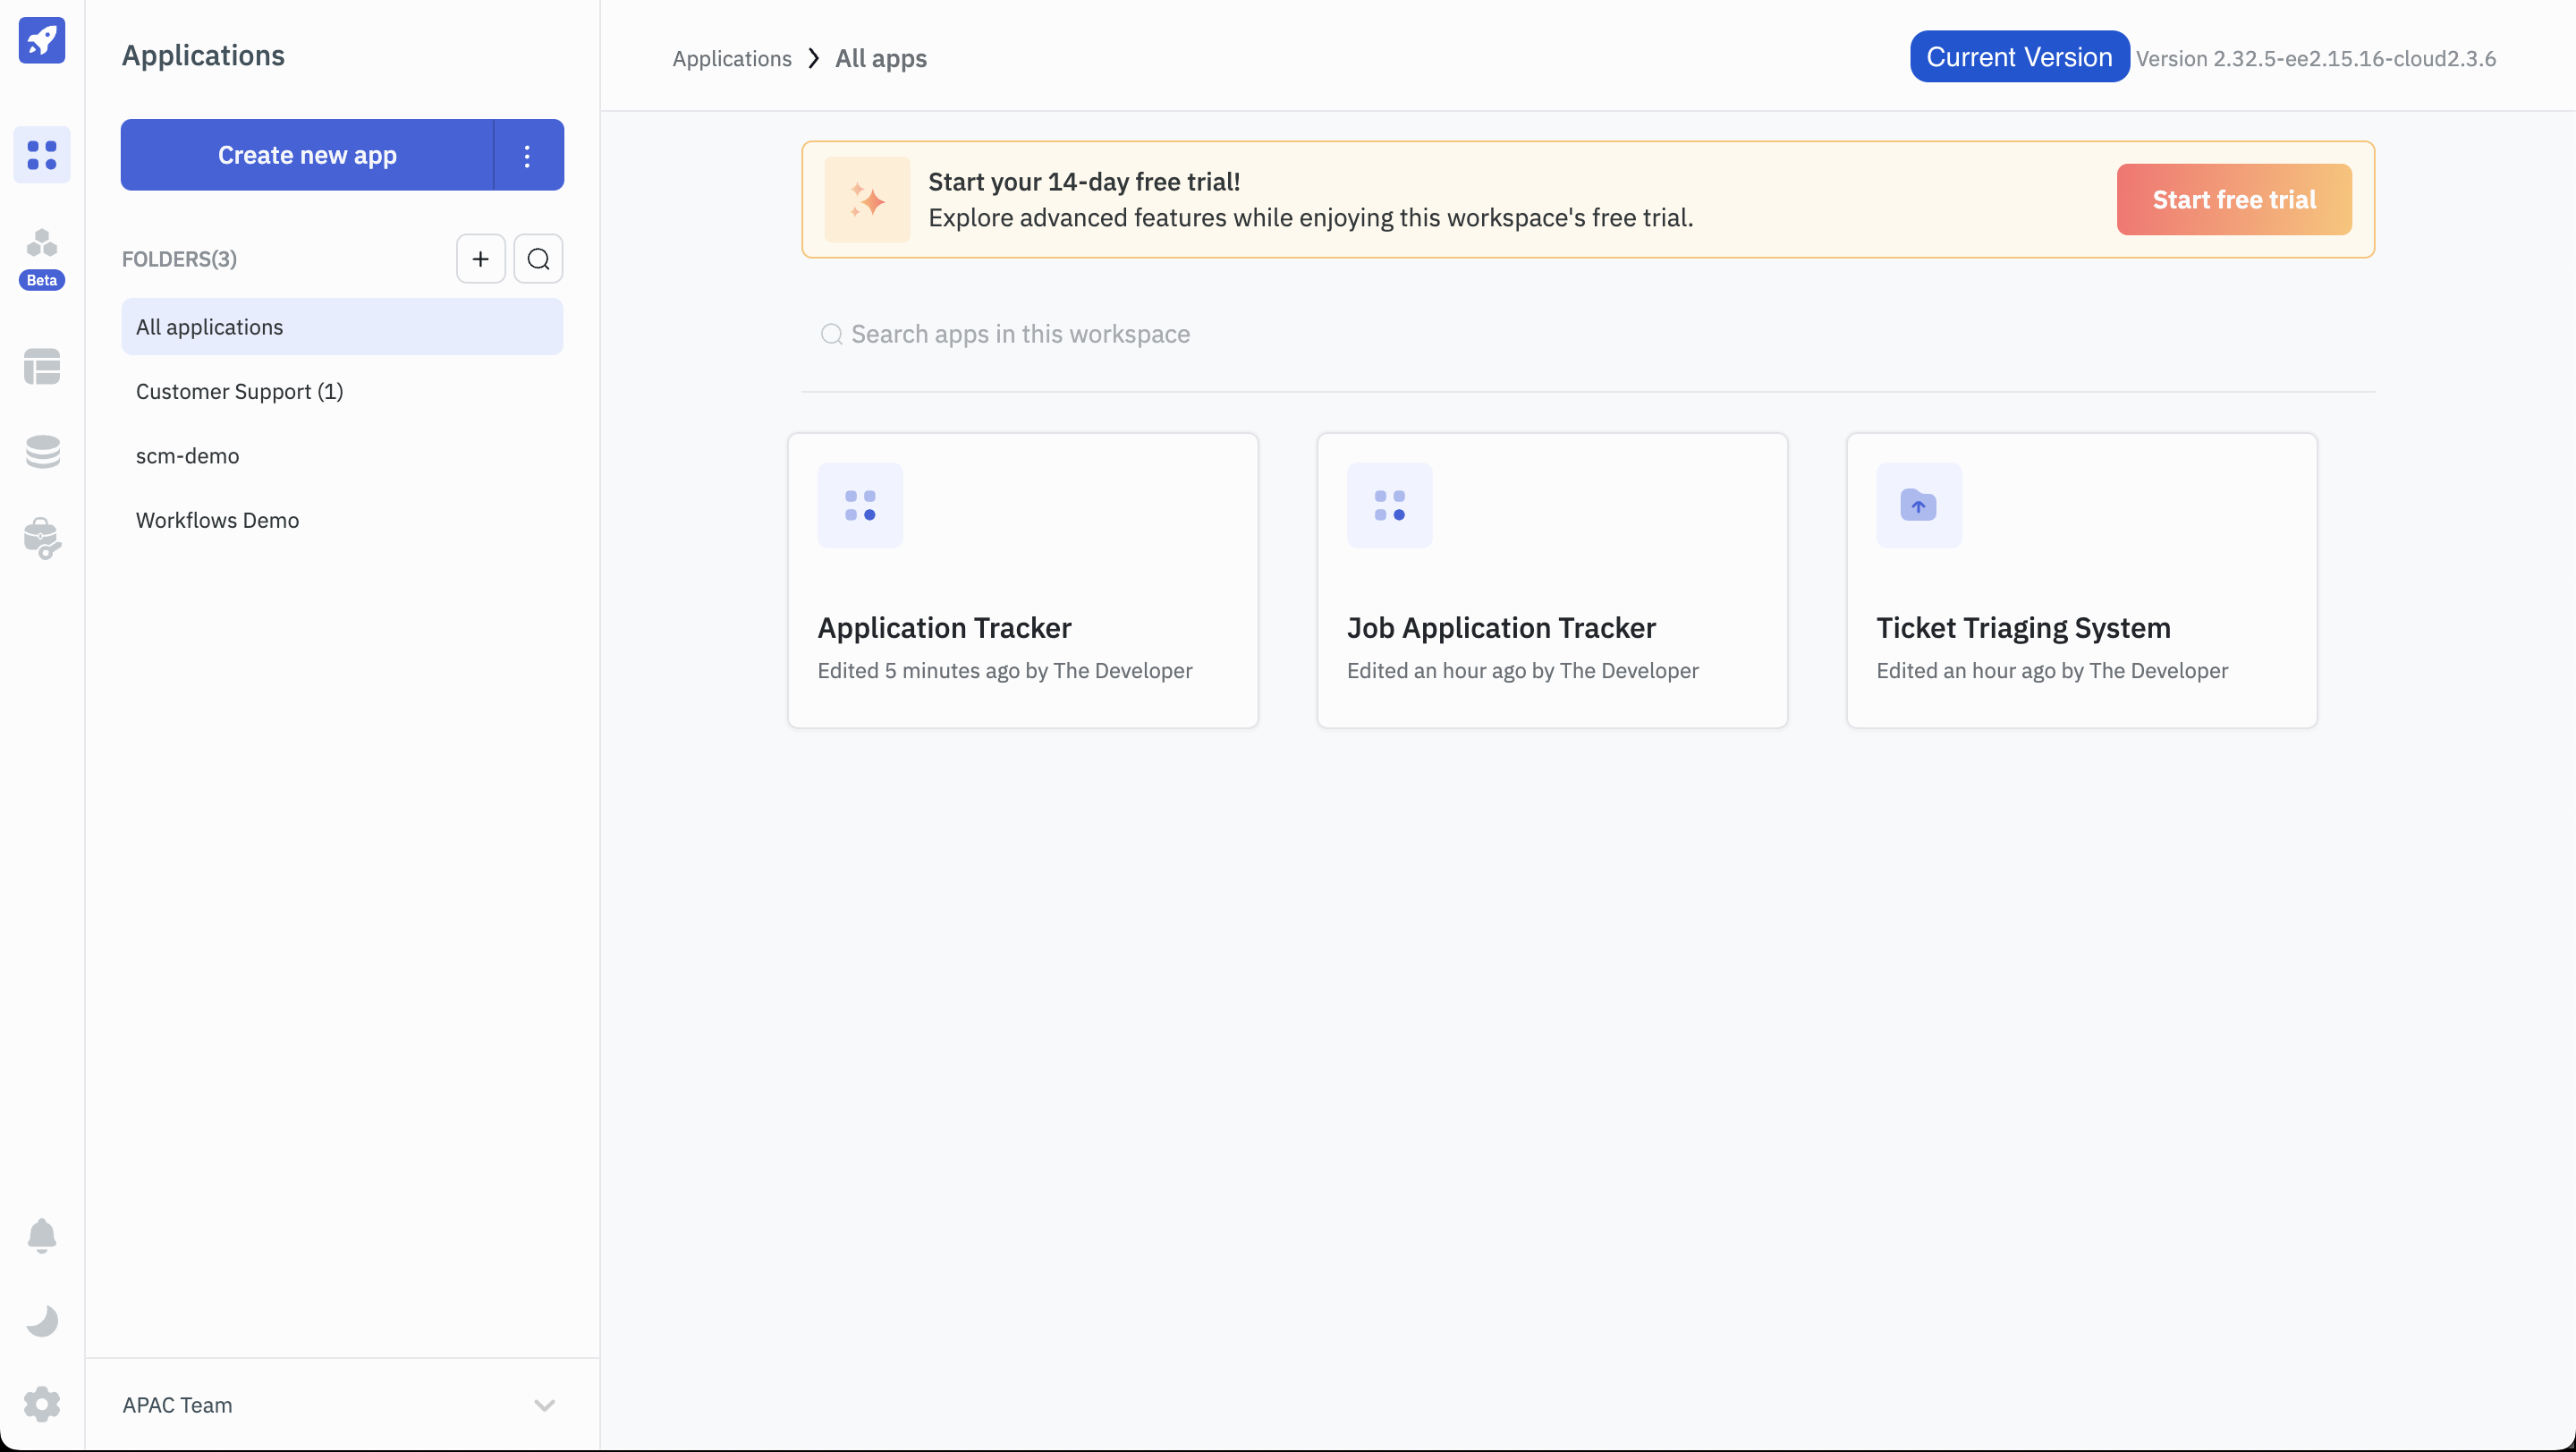 Applications
Create new app
Beta
FOLDERS(3)
All applications
Customer Support (1)
scm-demo
Workflows Demo
APAC Team
Applications All apps
Current Version Version 2.32.5-ee2.15.16-cloud2.3.6
Start your 14-day free trial!
Explore advanced features while enjoying this workspace's free trial.
Start free trial
Search apps in this workspace
Application Tracker
Edited 5 minutes ago by The Developer
Job Application Tracker
Edited an hour ago by The Developer
Ticket Triaging System
Edited an hour ago by The Developer